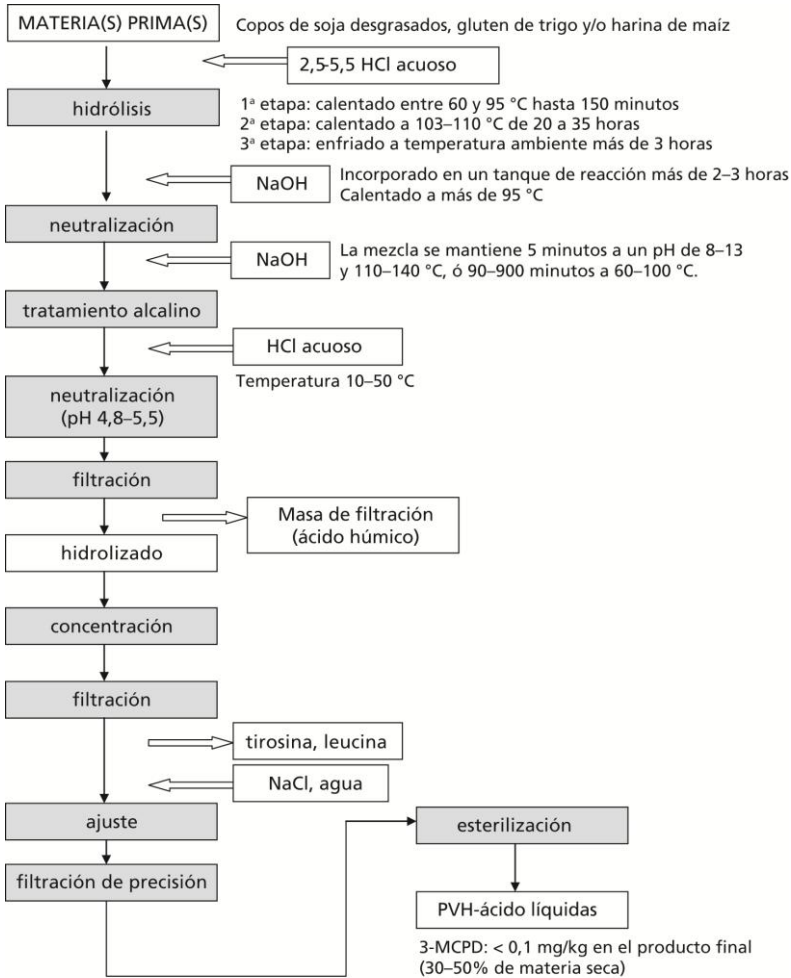 MATERIA(S) PRIMA(S)
Copos de soja desgrasados, gluten de trigo y/o harina de maíz
2,5-5,5 HCl acuoso
hidrólisis
1ª etapa: calentado entre 60 y 95 °C hasta 150 minutos
2ª etapa: calentado a 103–110 °C de 20 a 35 horas
3ª etapa: enfriado a temperatura ambiente más de 3 horas
NaOH
Incorporado en un tanque de reacción más de 2–3 horas
Calentado a más de 95 °C
neutralización
NaOH
La mezcla se mantiene 5 minutos a un pH de 8–13
y 110–140 °C, ó 90–900 minutos a 60–100 °C.
tratamiento alcalino
HCl acuoso
Temperatura 10–50 °C
neutralización
(pH 4,8–5,5)
filtración
Masa de filtración
(ácido húmico)
hidrolizado
concentración
filtración
tirosina, leucina
NaCl, agua
ajuste
esterilización
filtración de precisión
PVH-ácido líquidas
3-MCPD: < 0,1 mg/kg en el producto final
(30–50% de materia seca)